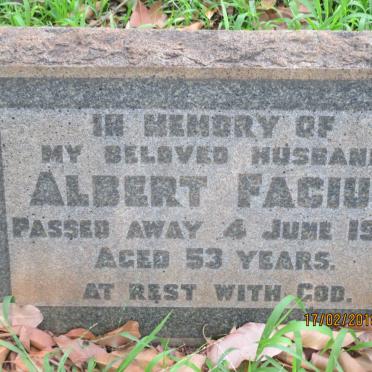 IN MEMORY OF
MY BELOVED HUSBAN
ALBERT FACIU
PASSED AWAY 4 JUNE 19
AGED 53 YEARS.
AT REST WITH GOD.
17/02/201